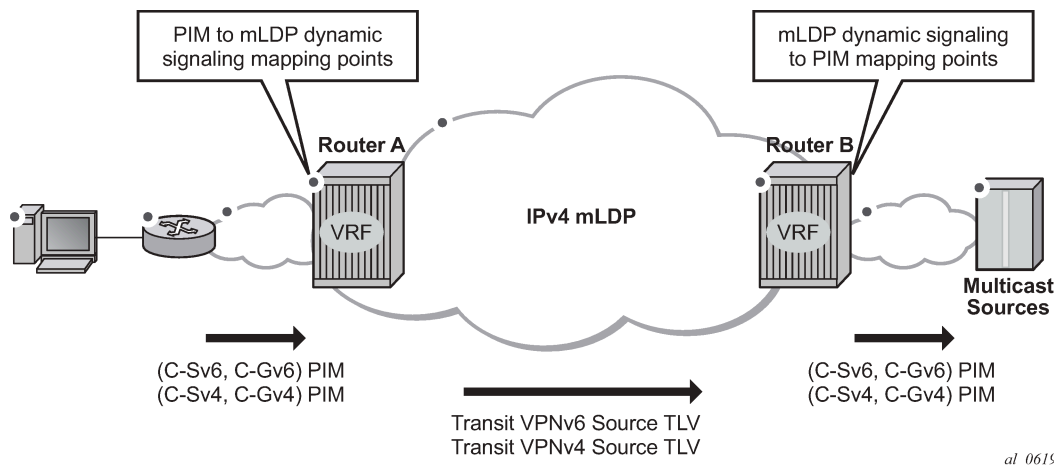 PIM to mLDP dynamic
signaling mapping points
mLDP dynamic signaling
to PIM mapping points
Router A
Router B
IPv4 mLDP
VRF
VRF
Multicast
Sources
(C-Sv6, C-Gv6) PIM
(C-Sv4, C-Gv4) PIM
(C-Sv6, C-Gv6) PIM
(C-Sv4, C-Gv4) PIM
Transit VPNv6 Source TLV
Transit VPNv4 Source TLV
al_0619